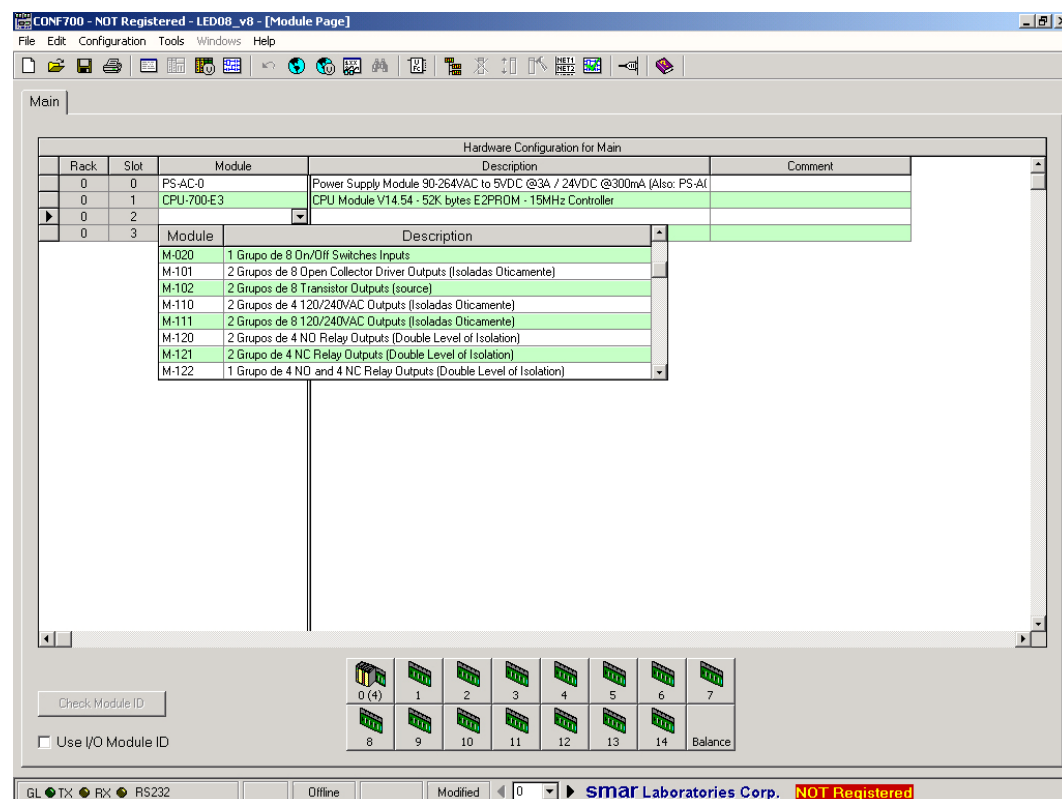 CONF700 - NOT Registered - LED08_v8 - [Module Page]
File Edit Configuration Tools Windows Help
Main
Hardware Configuration for Main
Rack Slot Module Description Comment
0 0 PS-AC-0 Power Supply Module 90-264VAC to 5VDC @3A / 24VDC @300mA (Also: PS-A(
0 1 CPU-700-E3 CPU Module V14.54 - 52K bytes E2PROM - 15MHz Controller
0 2
0 3
Module Description
M-020 1 Grupo de 8 On/Off Switches Inputs
M-101 2 Grupos de 8 Open Collector Driver Outputs (Isoladas Oticamente)
M-102 2 Grupos de 8 Transistor Outputs (source)
M-110 2 Grupos de 4 120/240VAC Outputs (Isoladas Oticamente)
M-111 2 Grupos de 8 120/240VAC Outputs (Isoladas Oticamente)
M-120 2 Grupos de 4 NO Relay Outputs (Double Level of Isolation)
M-121 2 Grupo de 4 NC Relay Outputs (Double Level of Isolation)
M-122 1 Grupo de 4 NO and 4 NC Relay Outputs (Double Level of Isolation)
0 (4) 1 2 3 4 5 6 7
Check Module ID
Use I/O Module ID
8 9 10 11 12 13 14 Balance
GL TX RX RS232 Offline Modified 0 smar Laboratories Corp. NOT Registered